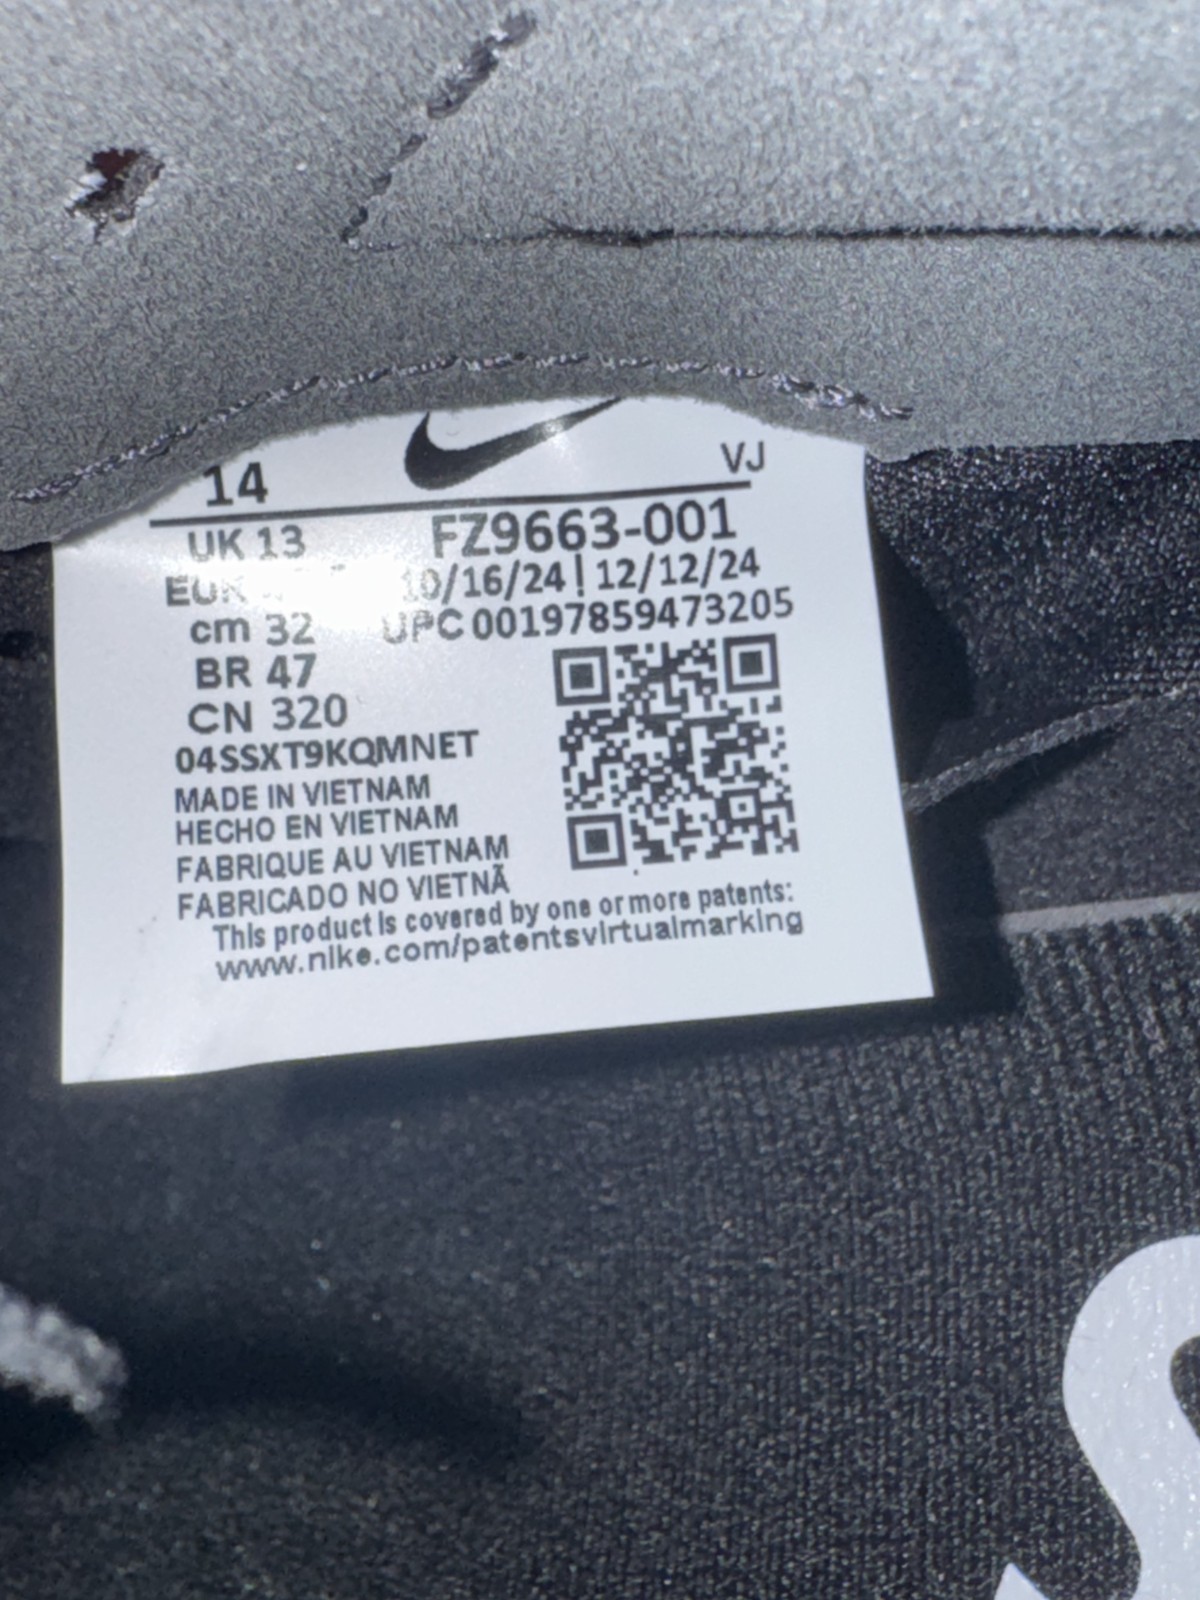 14
VJ
UK 13
FZ9663-001
EUR
10/16/24 | 12/12/24
cm 32
UPC 00197859473205
BR 47
CN 320
04SSXT9KQMNET
MADE IN VIETNAM
HECHO EN VIETNAM
FABRIQUE AU VIETNAM
FABRICADO NO VIETNÃ
This product is covered by one or more patents:
www.nike.com/patentsvirtualmarking